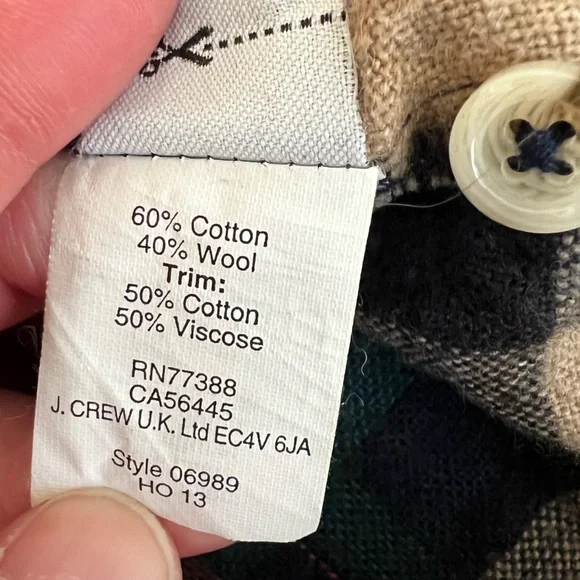 60% Cotton
40% Wool
Trim:
50% Cotton
50% Viscose
RN77388
CA56445
J. CREW U.K. Ltd EC4V 6JA
Style 06989
HO 13